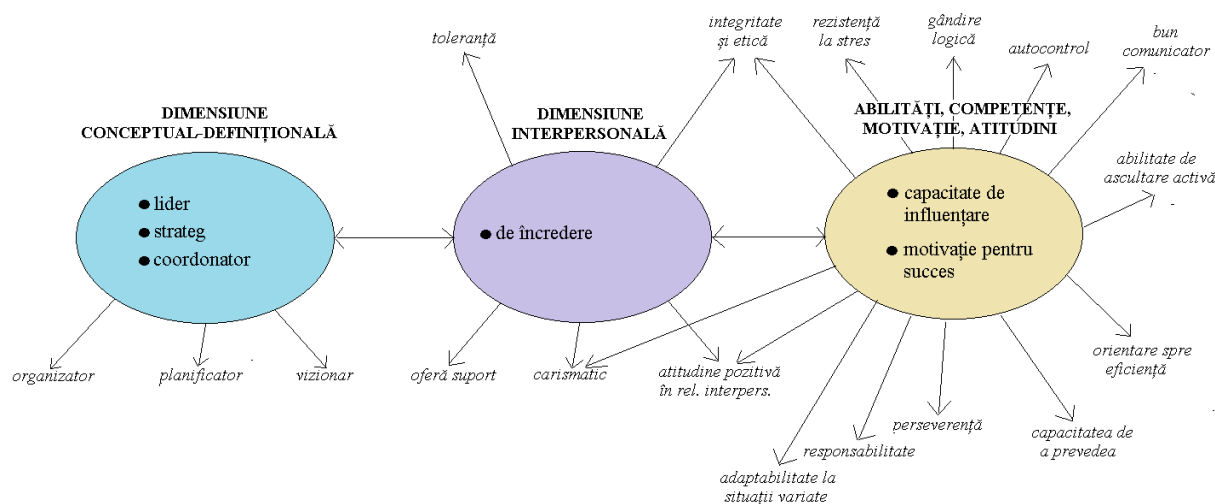 toleranță
integritate
și etică
rezistență
la stres
gândire
logică
autocontrol
bun
comunicator
DIMENSIUNE
CONCEPTUAL-DEFINIȚIONALĂ
DIMENSIUNE
INTERPERSONALĂ
ABILITĂȚI, COMPETENȚE,
MOTIVAȚIE, ATITUDINI
abilitate de
ascultare activă
● lider
● strateg
● coordonator
● de încredere
● capacitate de
influențare
● motivație pentru
succes
organizator
planificator
vizionar
oferă suport
carismatic
atitudine pozitivă
în rel. interpers.
orientare spre
eficiență
perseverență
responsabilitate
capacitatea de
a prevedea
adaptabilitate la
situații variate